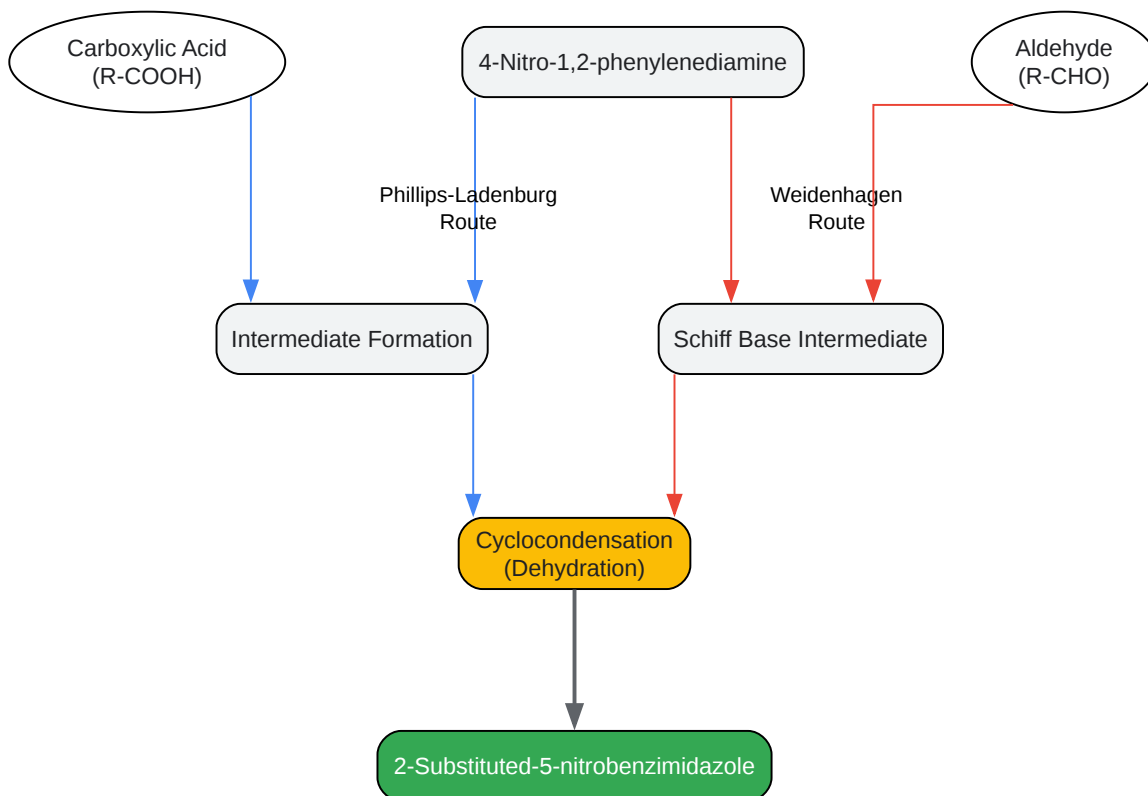 Carboxylic Acid
(R-COOH)
4-Nitro-1,2-phenylenediamine
Aldehyde
(R-CHO)
Phillips-Ladenburg
Route
Weidenhagen
Route
Intermediate Formation
Schiff Base Intermediate
Cyclocondensation
(Dehydration)
2-Substituted-5-nitrobenzimidazole